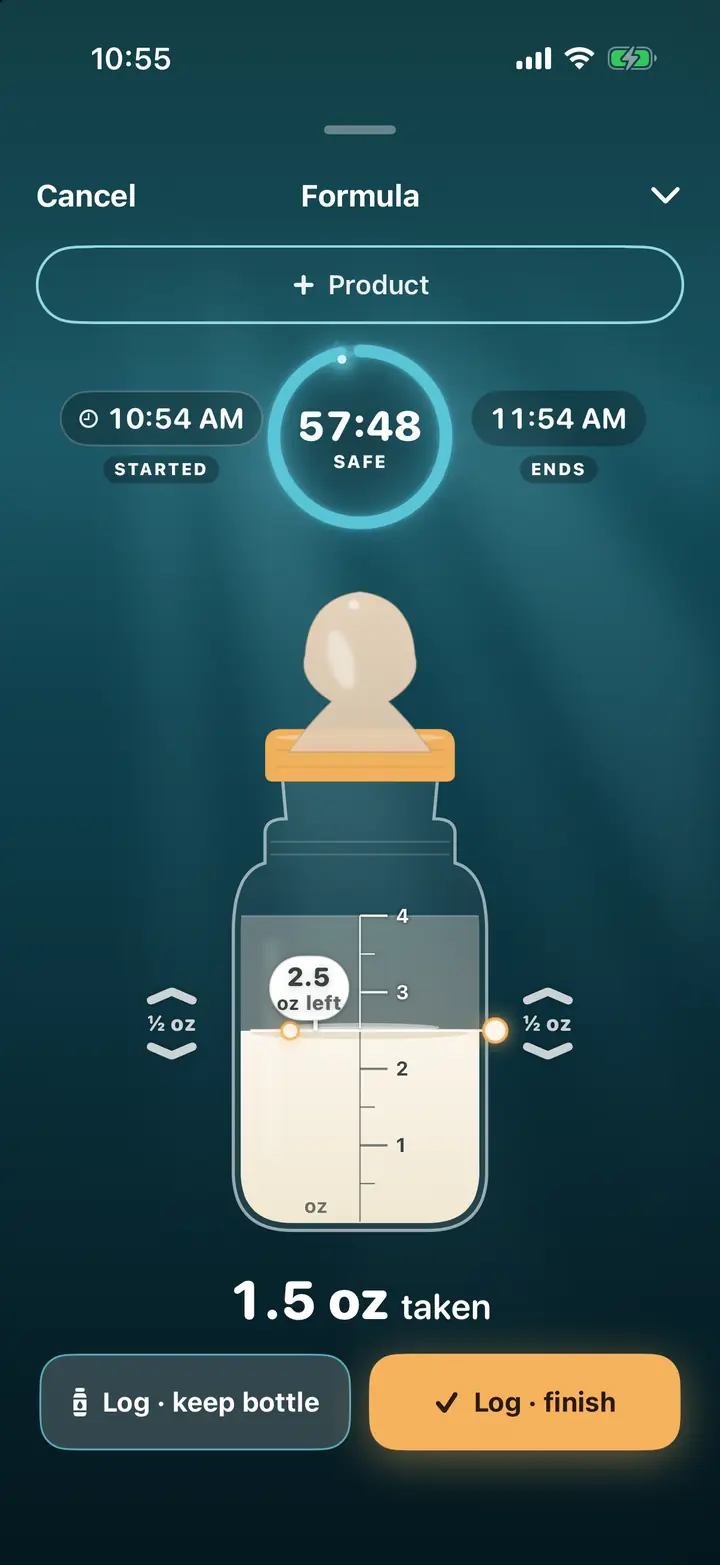 10:55
Cancel Formula
+ Product
10:54 AM
STARTED
57:48
SAFE
11:54 AM
ENDS
4
2.5
oz left
3
½ oz
½ oz
2
1
oz
1.5 oz taken
Log · keep bottle
✓ Log · finish